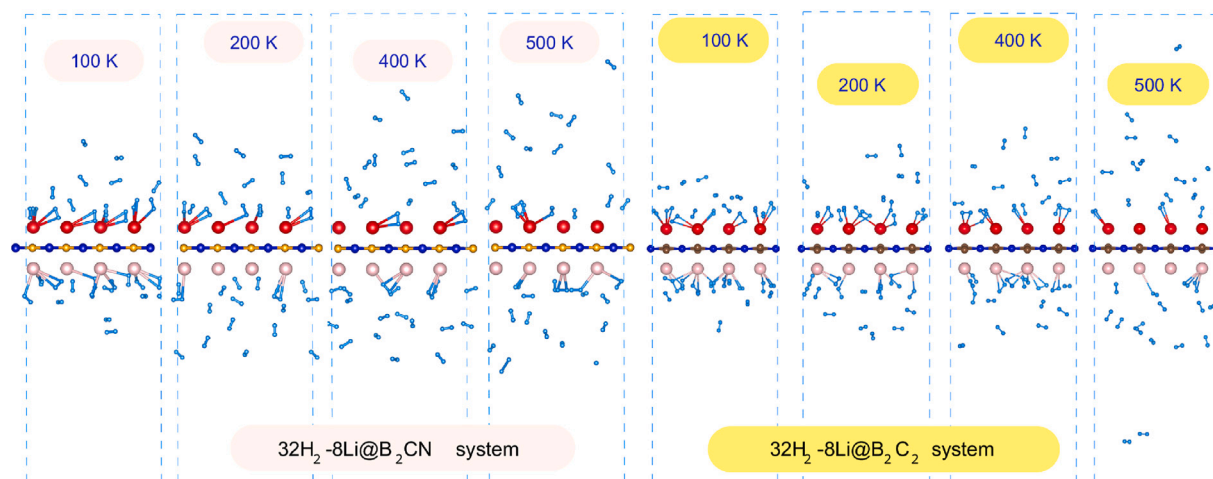 100 K
200 K
400 K
500 K
100 K
200 K
400 K
500 K
32H₂-8Li@B₂CN system
32H₂-8Li@B₂C₂ system